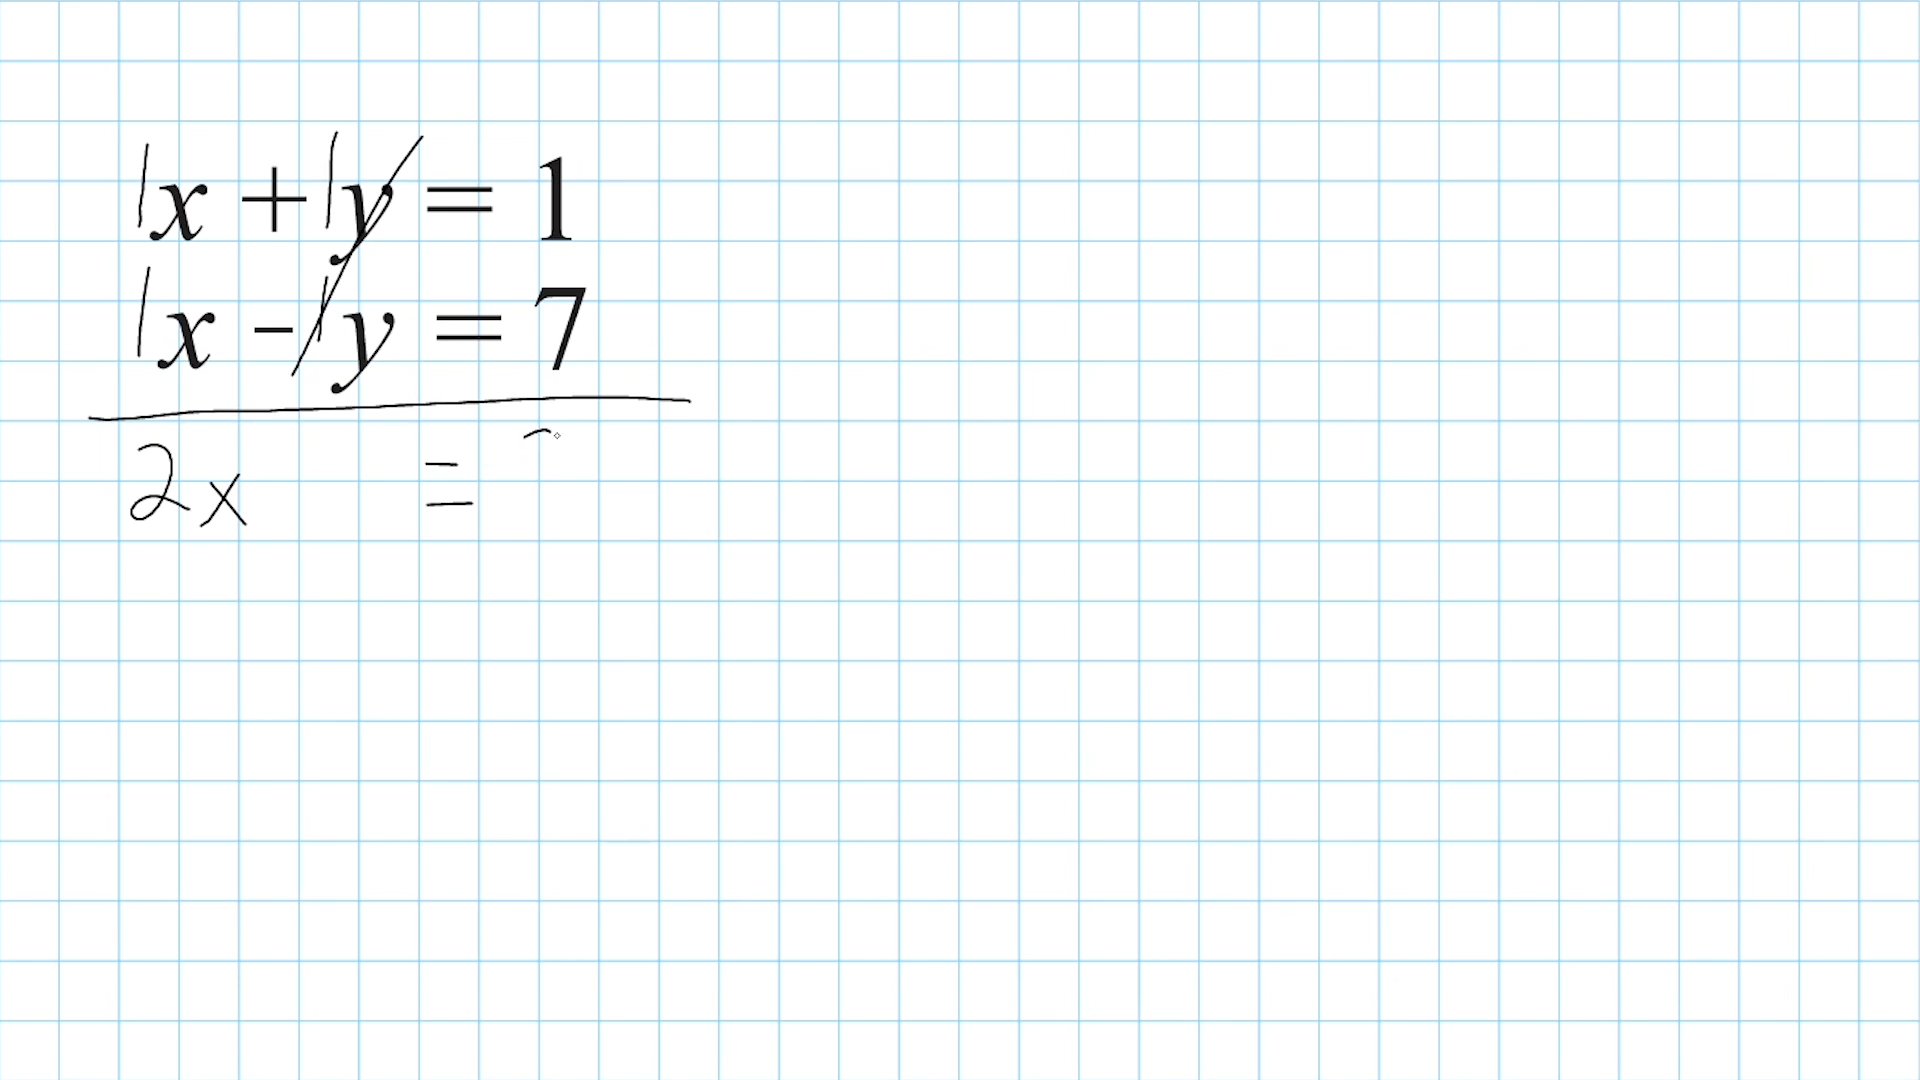 1x + 1y = 1
1x - 1y = 7
2x =